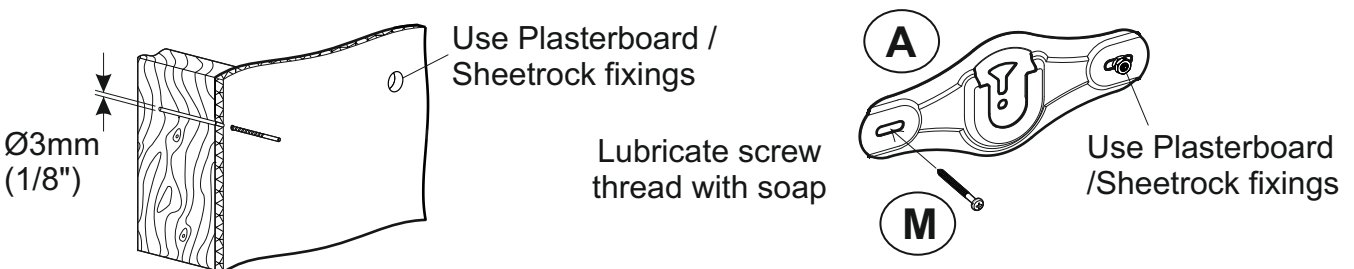 Use Plasterboard /
Sheetrock fixings
Ø3mm
(1/8")
Lubricate screw
thread with soap
A
M
Use Plasterboard
/Sheetrock fixings